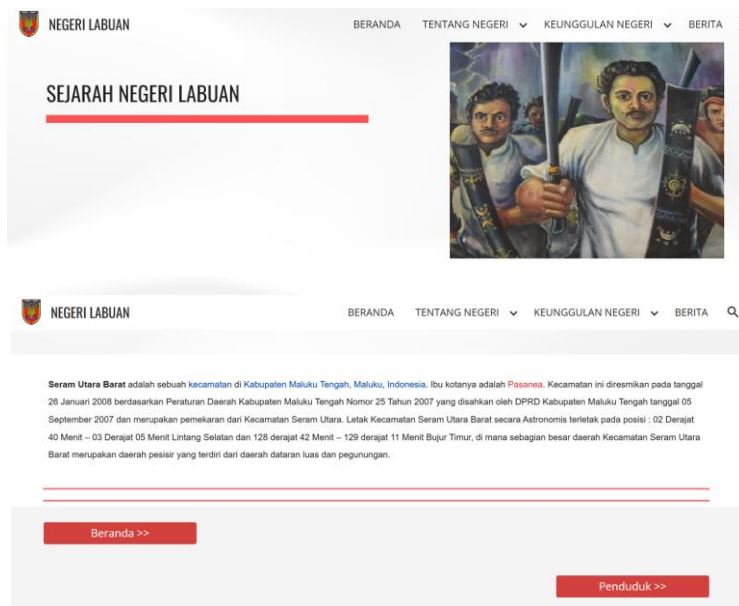 NEGERI LABUAN BERANDA TENTANG NEGERI KEUNGGULAN NEGERI BERITA
SEJARAH NEGERI LABUAN
NEGERI LABUAN BERANDA TENTANG NEGERI KEUNGGULAN NEGERI BERITA
Seram Utara Barat adalah sebuah kecamatan di Kabupaten Maluku Tengah, Maluku, Indonesia. Ibu kotanya adalah Pasanea. Kecamatan ini diresmikan pada tanggal
26 Januari 2008 berdasarkan Peraturan Daerah Kabupaten Maluku Tengah Nomor 25 Tahun 2007 yang disahkan oleh DPRD Kabupaten Maluku Tengah tanggal 05
September 2007 dan merupakan pemekaran dari Kecamatan Seram Utara. Letak Kecamatan Seram Utara Barat secara Astronomis terletak pada posisi : 02 Derajat
40 Menit – 03 Derajat 05 Menit Lintang Selatan dan 128 derajat 42 Menit – 129 derajat 11 Menit Bujur Timur, di mana sebagian besar daerah Kecamatan Seram Utara
Barat merupakan daerah pesisir yang terdiri dari daerah dataran luas dan pegunungan.
Beranda >>
Penduduk >>